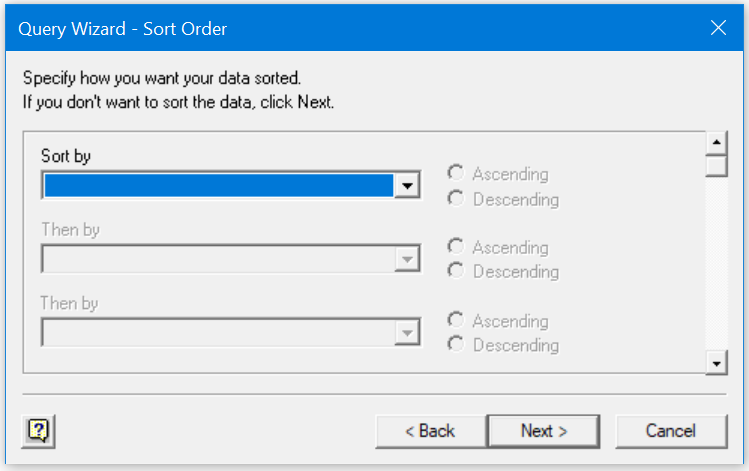 Query Wizard - Sort Order
Specify how you want your data sorted.
If you don't want to sort the data, click Next.
Sort by
Ascending
Descending
Then by
Ascending
Descending
Then by
Ascending
Descending
?
< Back
Next >
Cancel